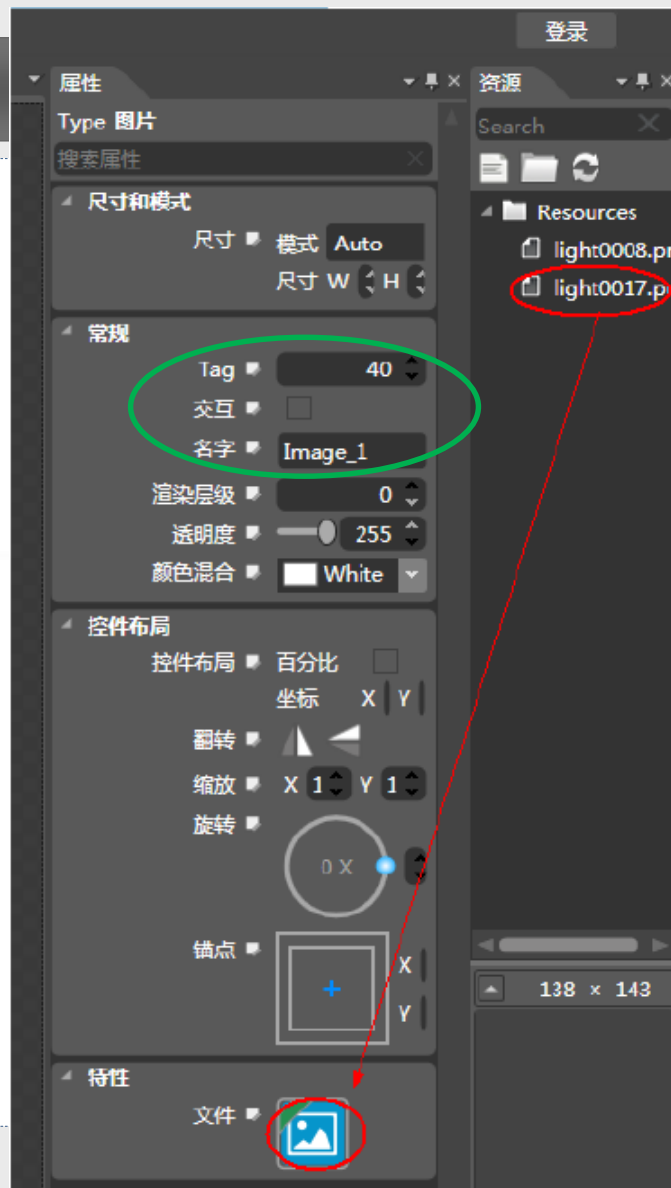 登录
属性
资源
Type 图片
Search
搜索属性
尺寸和模式
Resources
尺寸 模式 Auto
light0008.pr
尺寸 W H
light0017.p
常规
Tag 40
交互
名字 Image_1
渲染层级 0
透明度 255
颜色混合 White
控件布局
控件布局 百分比
坐标 X Y
翻转
缩放 X 1 Y 1
旋转
0 X
锚点
X
Y
138 × 143
特性
文件